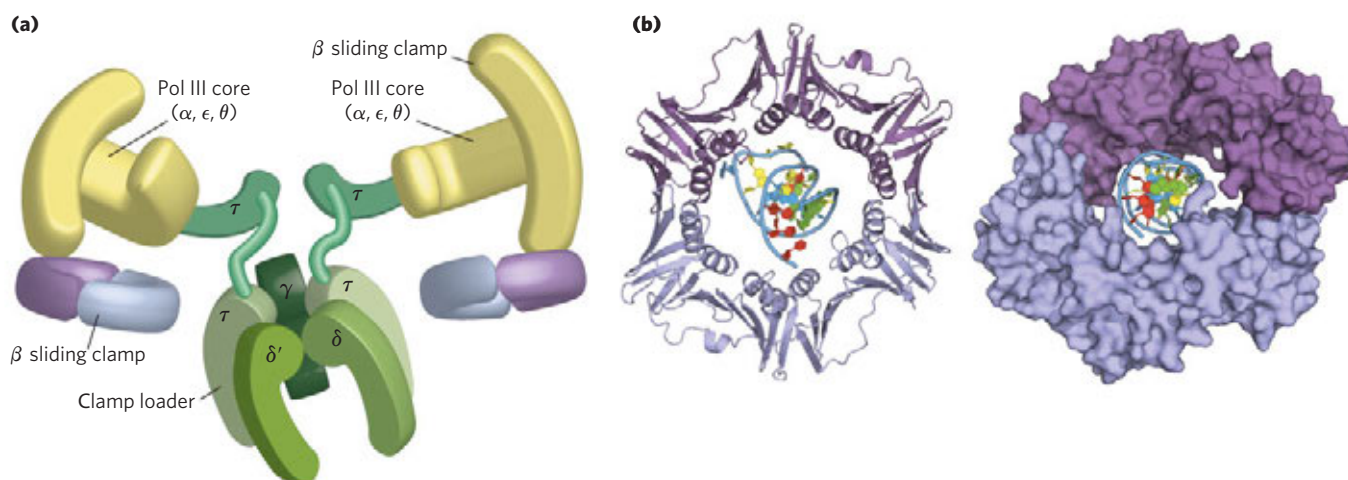 (a)
β sliding clamp
Pol III core
(α, ϵ, θ)
Pol III core
(α, ϵ, θ)
τ
τ
γ
τ
τ
δ′
δ
β sliding clamp
Clamp loader
(b)